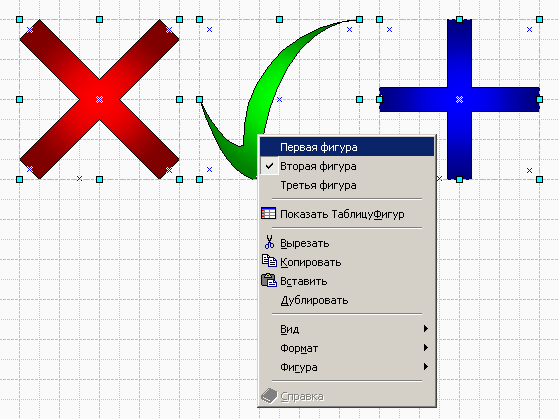 Первая фигура
Вторая фигура
Третья фигура
Показать ТаблицуФигур
Вырезать
Копировать
Вставить
Дублировать
Вид
Формат
Фигура
Справка